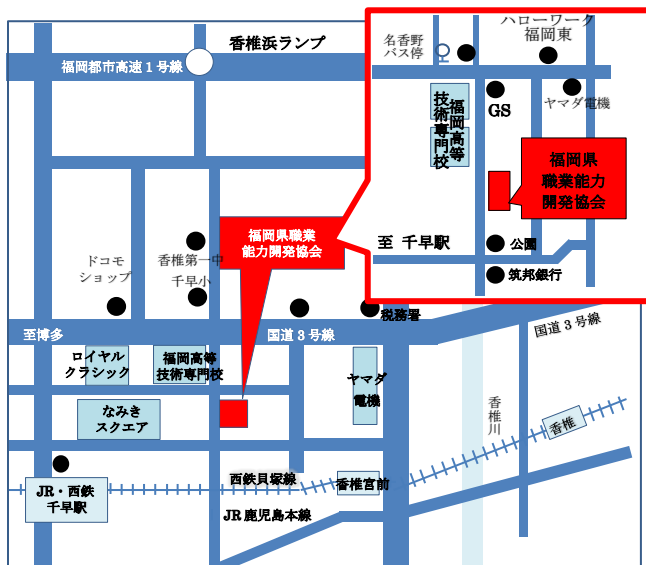 香椎浜ランプ
福岡都市高速１号線
名香野
バス停
ハローワーク
福岡東
ヤマダ電機
GS
福岡高等
技術専門校
福岡県
職業能力
開発協会
至 千早駅
公園
筑邦銀行
福岡県職業
能力開発協会
ドコモ
ショップ
香椎第一中
千早小
税務署
至博多
国道３号線
国道３号線
ロイヤル
クラシック
福岡高等
技術専門校
ヤマダ
電機
なみき
スクエア
香椎川
香椎
JR・西鉄
千早駅
西鉄貝塚線
香椎宮前
JR鹿児島本線